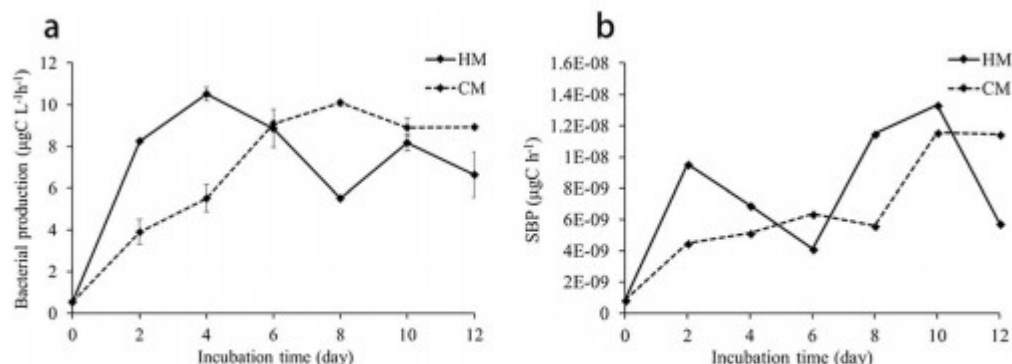 a
HM
CM
Bacterial production (μgC L⁻¹h⁻¹)
12
10
8
6
4
2
0
0 2 4 6 8 10 12
Incubation time (day)
b
HM
CM
SBP (μgC h⁻¹)
1.6E-08
1.4E-08
1.2E-08
1E-08
8E-09
6E-09
4E-09
2E-09
0
0 2 4 6 8 10 12
Incubation time (day)